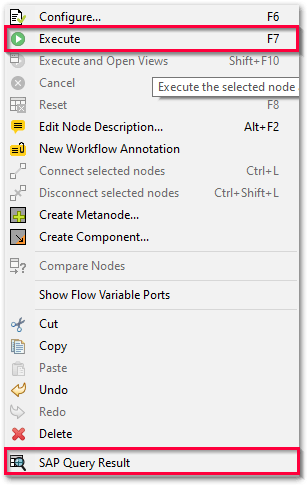 Configure... F6
Execute F7
Execute and Open Views Shift+F10
Cancel
Execute the selected node
Reset F8
Edit Node Description... Alt+F2
New Workflow Annotation
Connect selected nodes Ctrl+L
Disconnect selected nodes Ctrl+Shift+L
Create Metanode...
Create Component...
Compare Nodes
Show Flow Variable Ports
Cut
Copy
Paste
Undo
Redo
Delete
SAP Query Result